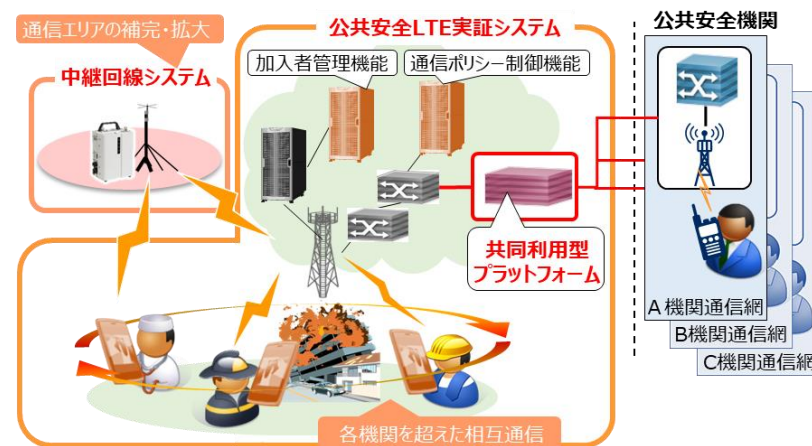 通信エリアの補完・拡大
中継回線システム
公共安全LTE実証システム
加入者管理機能
通信ポリシー制御機能
共同利用型
プラットフォーム
公共安全機関
A機関通信網
B機関通信網
C機関通信網
各機関を超えた相互通信